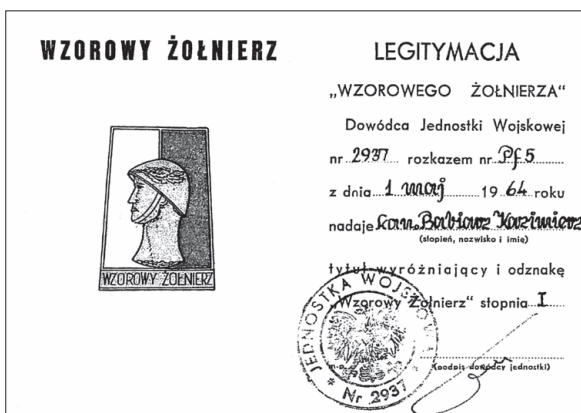 WZOROWY ŻOŁNIERZ
WZOROWY ŻOŁNIERZ
LEGITYMACJA
„WZOROWEGO ŻOŁNIERZA“
Dowódca Jednostki Wojskowej
nr 2937 rozkazem nr Pf 5
z dnia 1 maj 1964 roku
nadaje Kan. Babiarz Kazimierz
(stopień, nazwisko i imię)
tytuł wyróżniający i odznakę
„Wzorowy Żołnierz“ stopnia I
(podpis dowódcy jednostki)
JEDNOSTKA WOJSKOWA
* Nr 2937 *